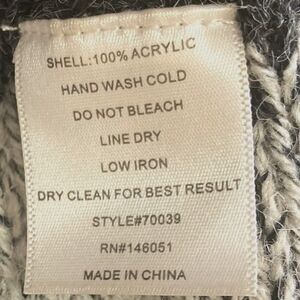 SHELL:100% ACRYLIC
HAND WASH COLD
DO NOT BLEACH
LINE DRY
LOW IRON
DRY CLEAN FOR BEST RESULT
STYLE#70039
RN#146051
MADE IN CHINA